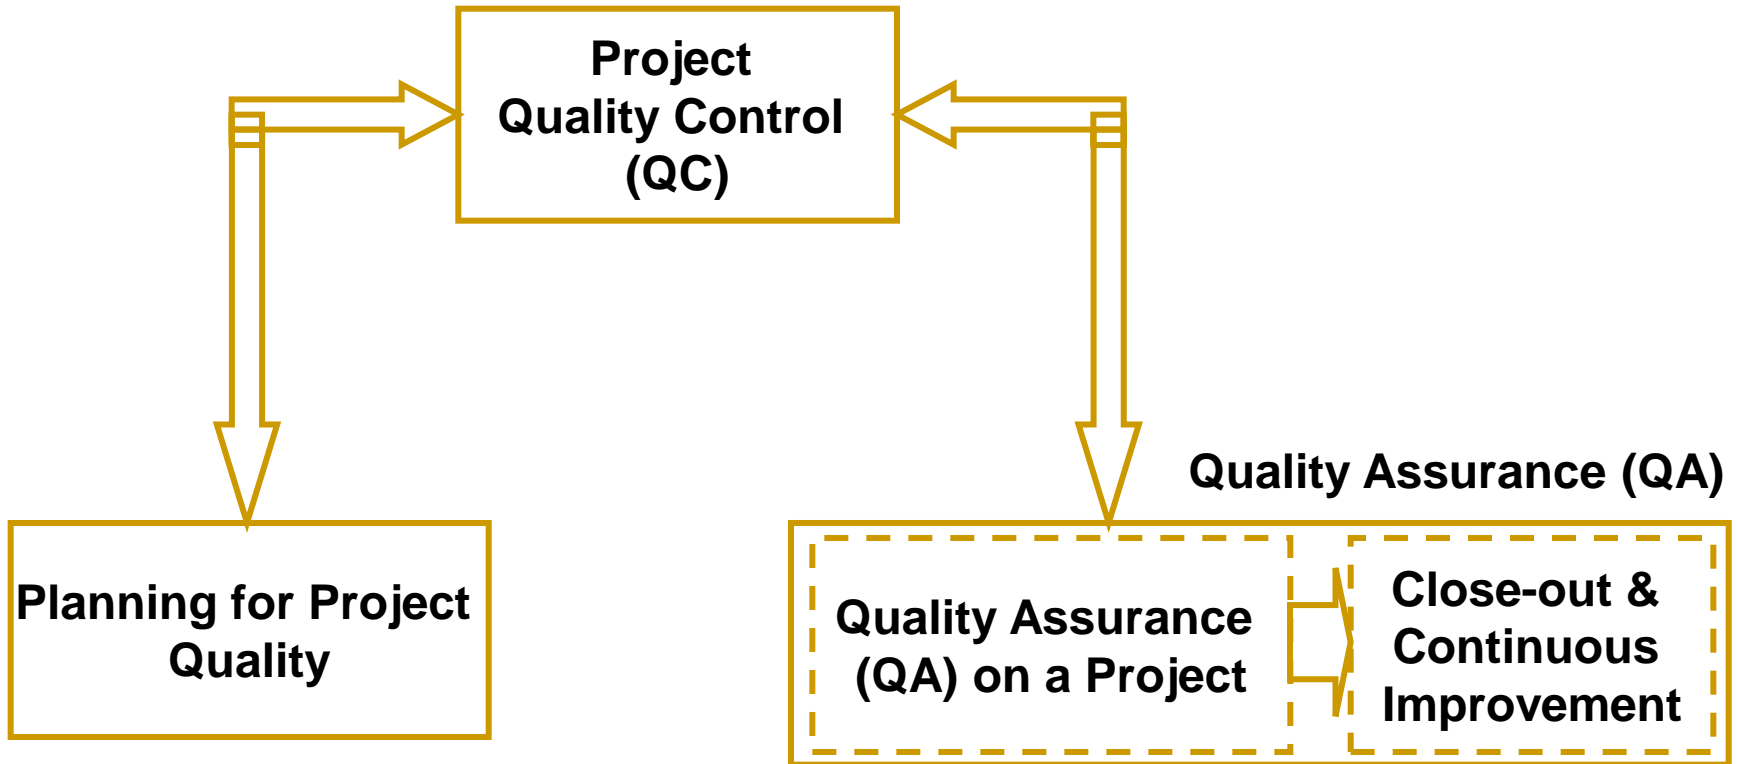 Project
Quality Control
(QC)
Quality Assurance (QA)
Planning for Project
Quality
Quality Assurance
(QA) on a Project
Close-out &
Continuous
Improvement